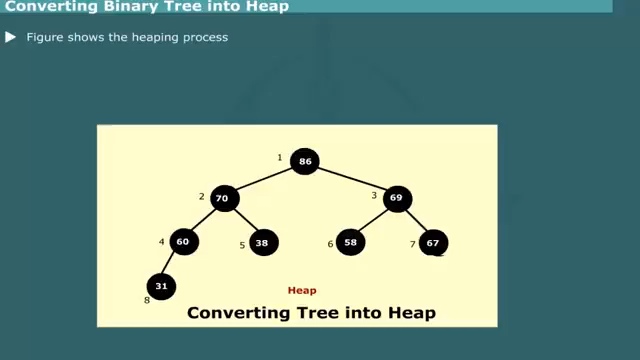 Converting Binary Tree into Heap
Figure shows the heaping process
1 86
2 70 3 69
4 60 5 38 6 58 7 67
31
8
Heap
Converting Tree into Heap